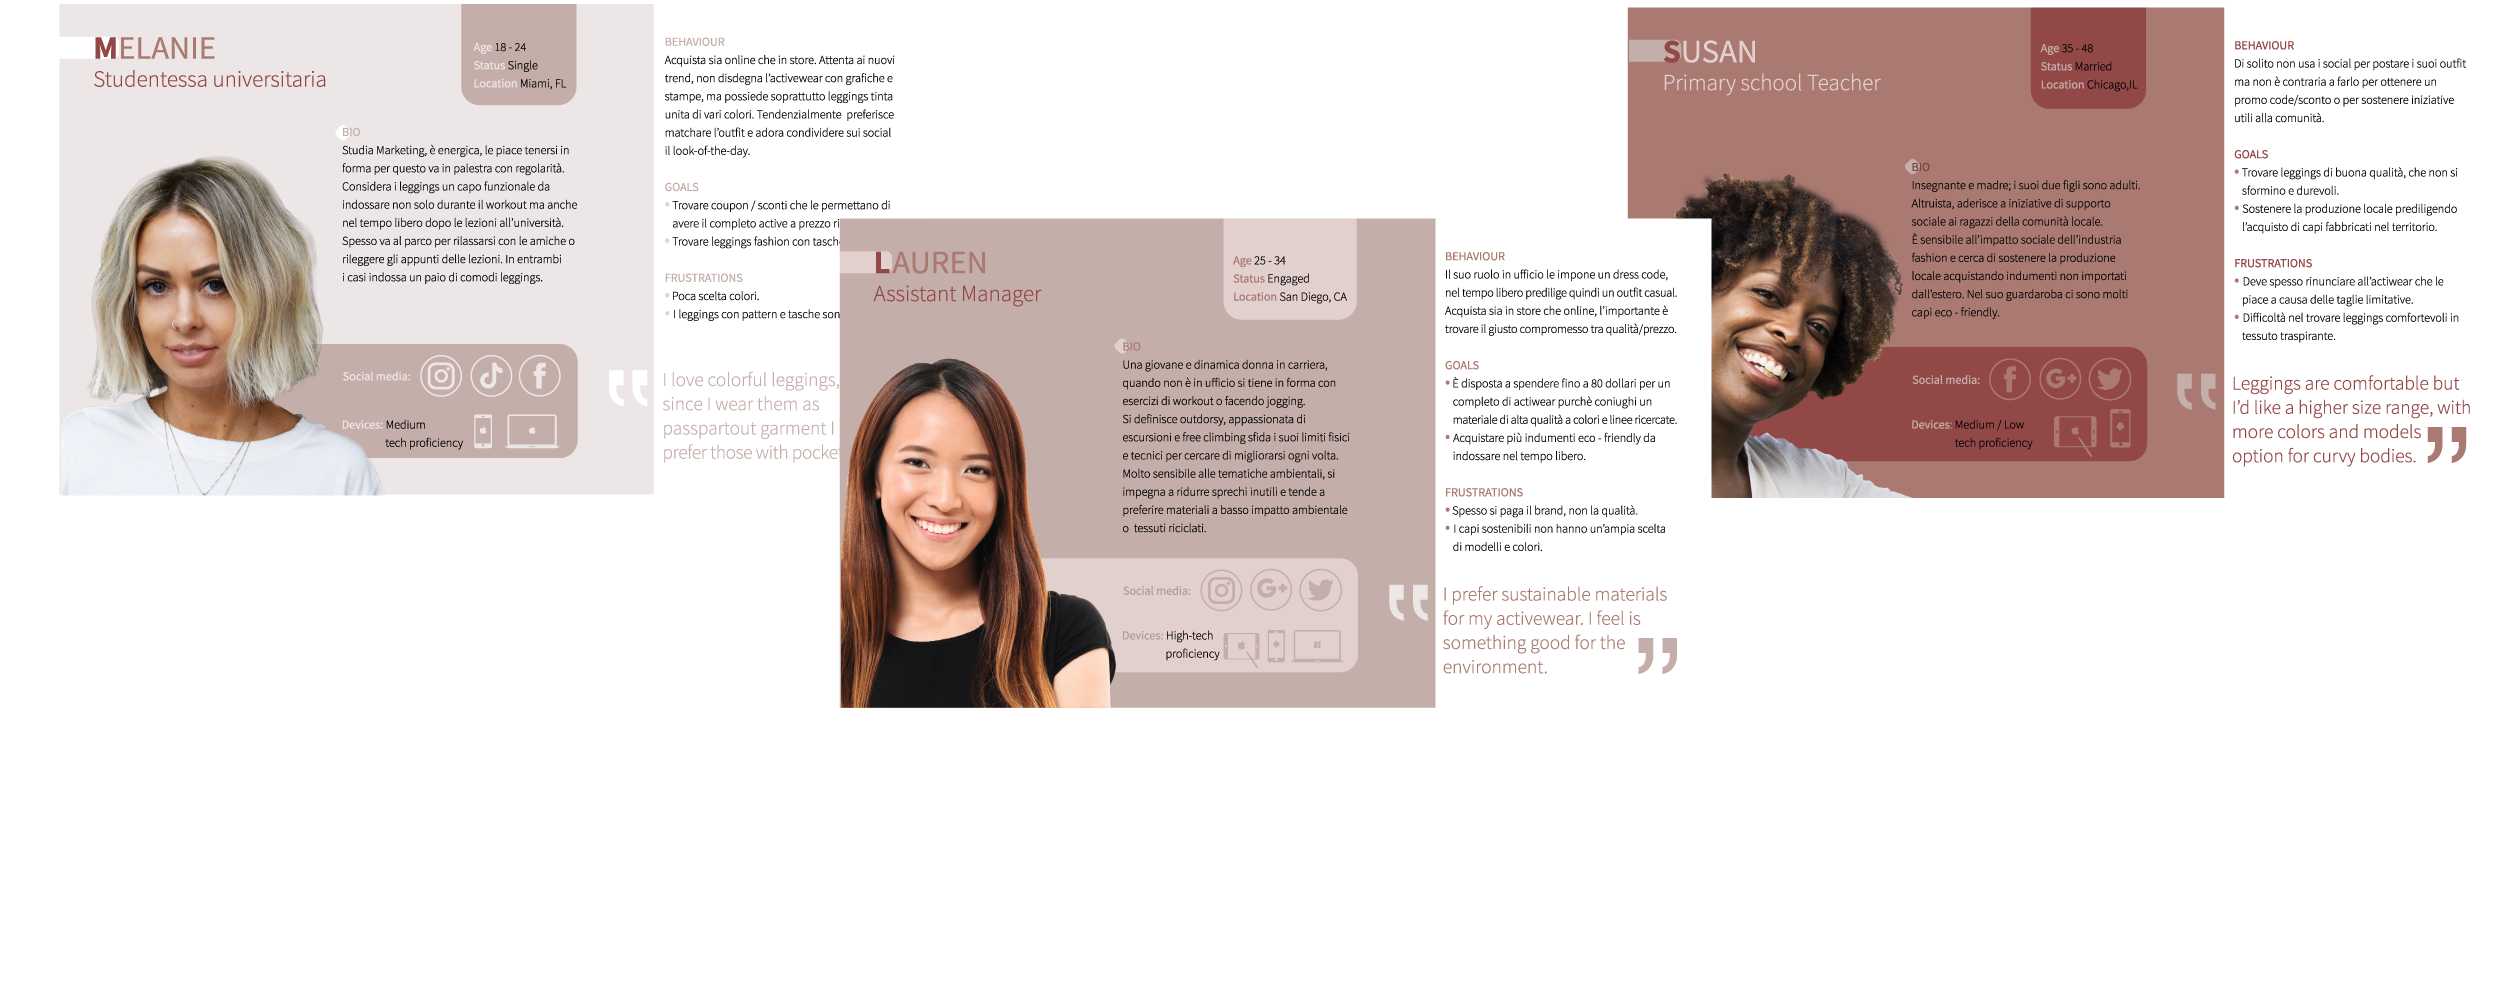 MELANIE
Studentessa universitaria
Age 18 - 24
Status Single
Location Miami, FL
BIO
Studia Marketing, è energica, le piace tenersi in
forma per questo va in palestra con regolarità.
Considera i leggings un capo funzionale da
indossare non solo durante il workout ma anche
nel tempo libero dopo le lezioni all'università.
Spesso va al parco per rilassarsi con le amiche o
rileggere gli appunti delle lezioni. In entrambi
i casi indossa un paio di comodi leggings.
Social media:
Devices: Medium
tech proficiency
BEHAVIOUR
Acquista sia online che in store. Attenta ai nuovi
trend, non disdegna l'activewear con grafiche e
stampe, ma possiede soprattutto leggings tinta
unita di vari colori. Tendenzialmente preferisce
matchare l'outfit e adora condividere sui social
il look-of-the-day.
GOALS
• Trovare coupon / sconti che le permettano di
avere il completo active a prezzo ri
• Trovare leggings fashion con tasch
FRUSTRATIONS
• Poca scelta colori.
• I leggings con pattern e tasche son
I love colorful leggings,
since I wear them as
passpartout garment I
prefer those with pocket
LAUREN
Assistant Manager
Age 25 - 34
Status Engaged
Location San Diego, CA
BIO
Una giovane e dinamica donna in carriera,
quando non è in ufficio si tiene in forma con
esercizi di workout o facendo jogging.
Si definisce outdorsy, appassionata di
escursioni e free climbing sfida i suoi limiti fisici
e tecnici per cercare di migliorarsi ogni volta.
Molto sensibile alle tematiche ambientali, si
impegna a ridurre sprechi inutili e tende a
preferire materiali a basso impatto ambientale
o tessuti riciclati.
Social media:
Devices: High-tech
proficiency
BEHAVIOUR
Il suo ruolo in ufficio le impone un dress code,
nel tempo libero predilige quindi un outfit casual.
Acquista sia in store che online, l'importante è
trovare il giusto compromesso tra qualità/prezzo.
GOALS
• È disposta a spendere fino a 80 dollari per un
completo di actiwear purchè coniughi un
materiale di alta qualità a colori e linee ricercate.
• Acquistare più indumenti eco - friendly da
indossare nel tempo libero.
FRUSTRATIONS
• Spesso si paga il brand, non la qualità.
• I capi sostenibili non hanno un'ampia scelta
di modelli e colori.
I prefer sustainable materials
for my activewear. I feel is
something good for the
environment.
SUSAN
Primary school Teacher
Age 35 - 48
Status Married
Location Chicago,IL
BIO
Insegnante e madre; i suoi due figli sono adulti.
Altruista, aderisce a iniziative di supporto
sociale ai ragazzi della comunità locale.
È sensibile all'impatto sociale dell'industria
fashion e cerca di sostenere la produzione
locale acquistando indumenti non importati
dall'estero. Nel suo guardaroba ci sono molti
capi eco - friendly.
Social media:
Devices: Medium / Low
tech proficiency
BEHAVIOUR
Di solito non usa i social per postare i suoi outfit
ma non è contraria a farlo per ottenere un
promo code/sconto o per sostenere iniziative
utili alla comunità.
GOALS
• Trovare leggings di buona qualità, che non si
sformino e durevoli.
• Sostenere la produzione locale prediligendo
l'acquisto di capi fabbricati nel territorio.
FRUSTRATIONS
• Deve spesso rinunciare all'actiwear che le
piace a causa delle taglie limitative.
• Difficoltà nel trovare leggings comfortevoli in
tessuto traspirante.
Leggings are comfortable but
I'd like a higher size range, with
more colors and models
option for curvy bodies.